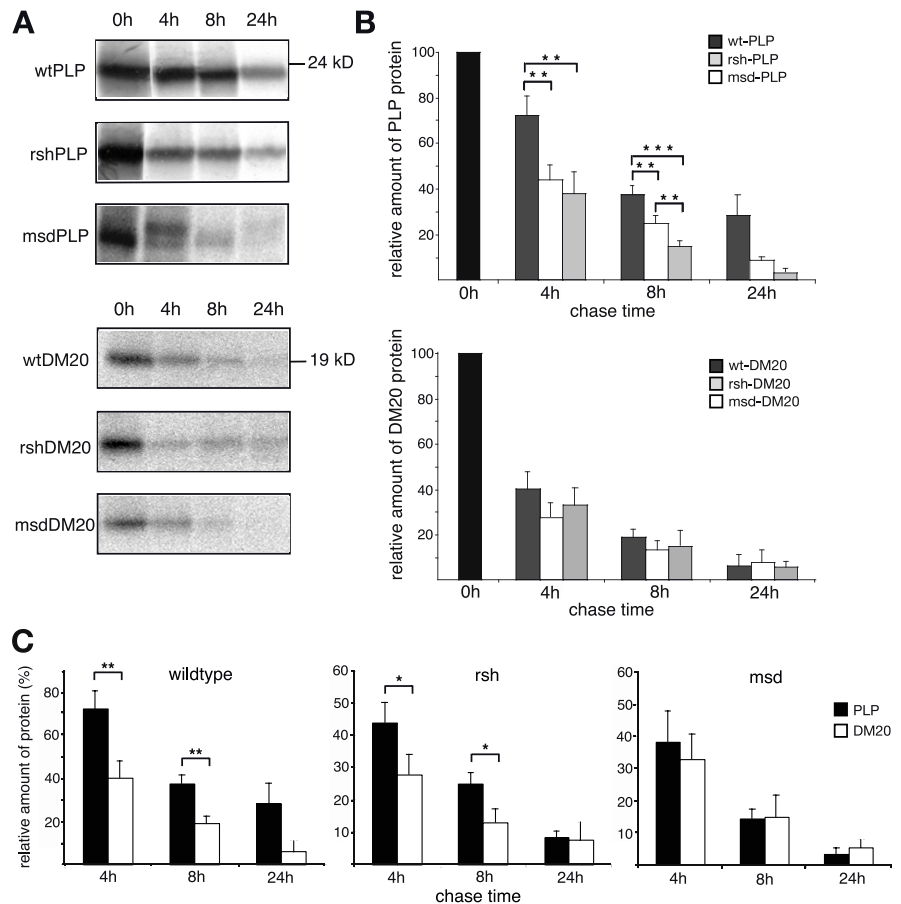 A
0h 4h 8h 24h
wtPLP
24 kD
rshPLP
msdPLP
0h 4h 8h 24h
wtDM20
19 kD
rshDM20
msdDM20
B
wt-PLP
rsh-PLP
msd-PLP
relative amount of PLP protein
100
80
60
40
20
** 
**
***
**
**
0h 4h 8h 24h
chase time
wt-DM20
rsh-DM20
msd-DM20
relative amount of DM20 protein
100
80
60
40
20
0h 4h 8h 24h
chase time
C
relative amount of protein (%)
wildtype
80
60
40
20
**
**
4h 8h 24h
rsh
60
50
40
30
20
10
*
*
4h 8h 24h
chase time
msd
60
50
40
30
20
10
4h 8h 24h
PLP
DM20